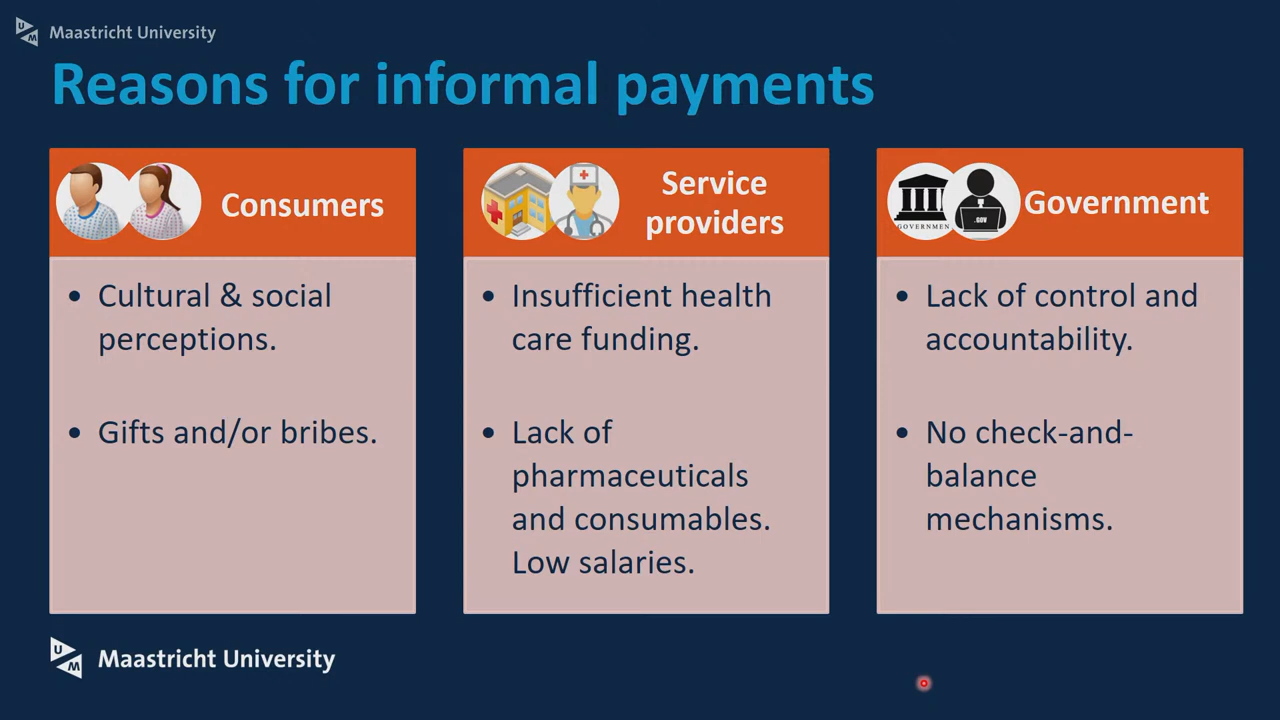 Maastricht University
Reasons for informal payments
Consumers
• Cultural & social
perceptions.
• Gifts and/or bribes.
Service
providers
• Insufficient health
care funding.
• Lack of
pharmaceuticals
and consumables.
Low salaries.
GOVERNMEN
.GOV
Government
• Lack of control and
accountability.
• No check-and-
balance
mechanisms.
UM
Maastricht University